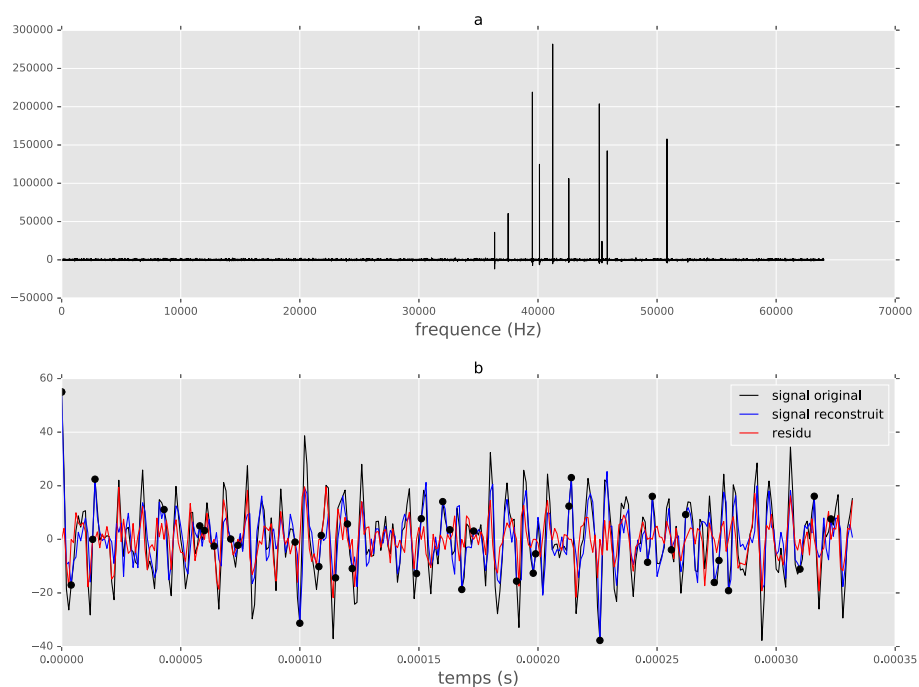 a
300000
250000
200000
150000
100000
50000
0
−50000
0 10000 20000 30000 40000 50000 60000 70000
frequence (Hz)
b
60
40
20
0
−20
−40
signal original
signal reconstruit
residu
0.00000 0.00005 0.00010 0.00015 0.00020 0.00025 0.00030 0.00035
temps (s)